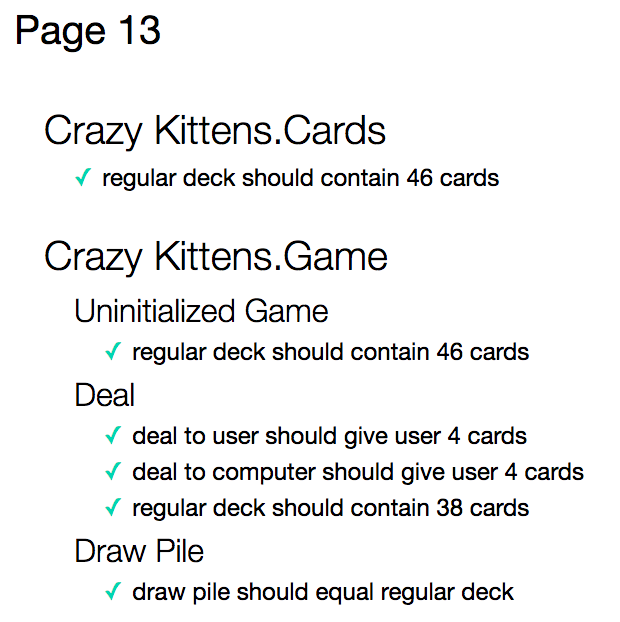 Page 13
Crazy Kittens.Cards
✓ regular deck should contain 46 cards
Crazy Kittens.Game
Uninitialized Game
✓ regular deck should contain 46 cards
Deal
✓ deal to user should give user 4 cards
✓ deal to computer should give user 4 cards
✓ regular deck should contain 38 cards
Draw Pile
✓ draw pile should equal regular deck